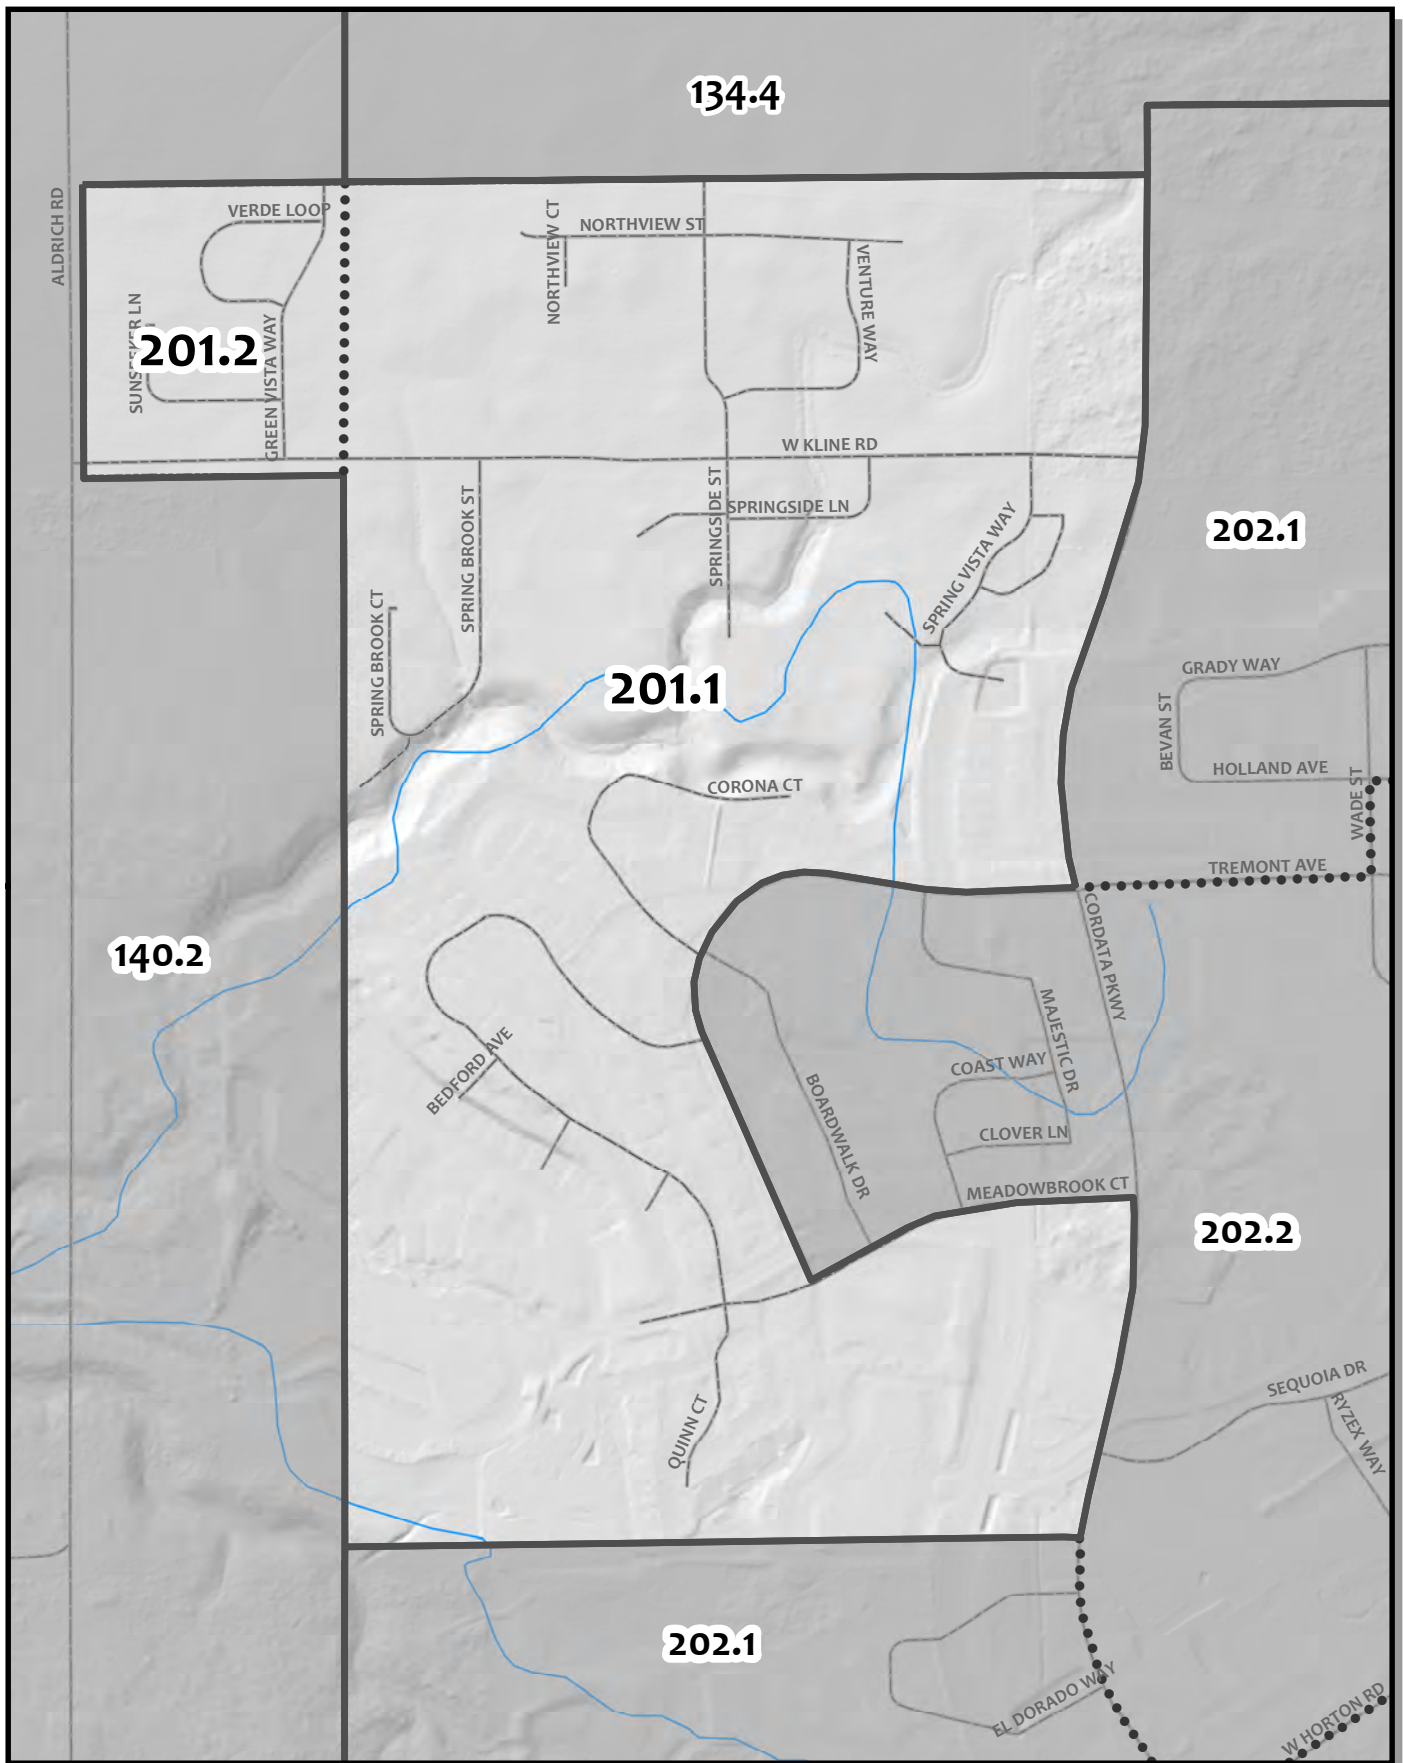 134.4
ALDRICH RD
VERDE LOOP
NORTHVIEW CT
NORTHVIEW ST
VENTURE WAY
SUNSEEKER LN
201.2
GREEN VISTA WAY
W KLINE RD
SPRING BROOK ST
SPRINGSIDE ST
SPRINGSIDE LN
SPRING VISTA WAY
202.1
SPRING BROOK CT
201.1
GRADY WAY
BEVAN ST
HOLLAND AVE
WADE ST
CORONA CT
TREMONT AVE
140.2
CORDATA PKWY
MAJESTIC DR
BEDFORD AVE
COAST WAY
BOARDWALK DR
CLOVER LN
MEADOWBROOK CT
202.2
SEQUOIA DR
RYZEX WAY
QUINN CT
202.1
EL DORADO WAY
W HORTON RD